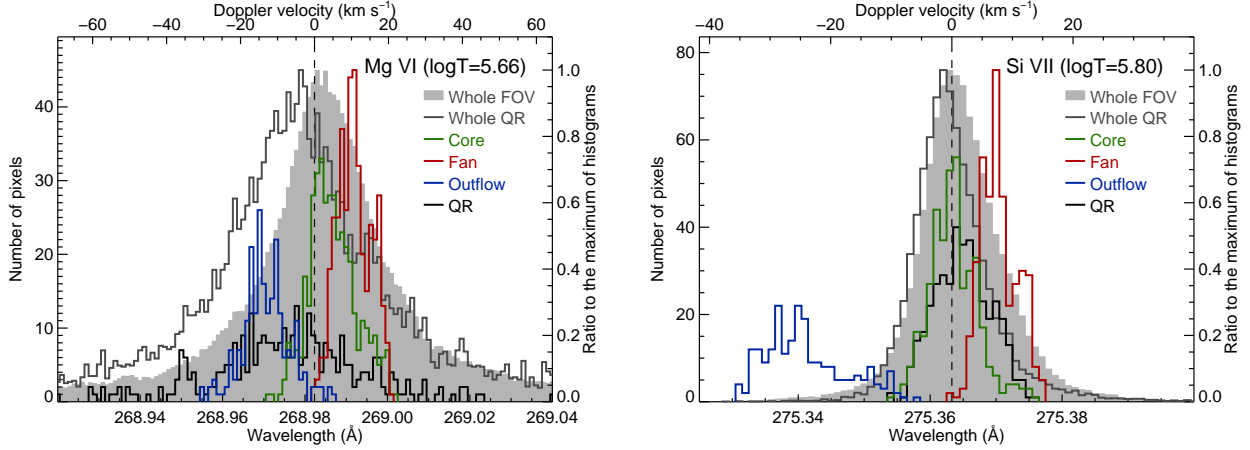 Doppler velocity (km s⁻¹)
−60 −40 −20 0 20 40 60
Mg VI (logT=5.66)
Whole FOV
Whole QR
Core
Fan
Outflow
QR
Number of pixels
0 10 20 30 40
Ratio to the maximum of histograms
0.0 0.2 0.4 0.6 0.8 1.0
268.94 268.96 268.98 269.00 269.02 269.04
Wavelength (Å)
Doppler velocity (km s⁻¹)
−40 −20 0 20
Si VII (logT=5.80)
Whole FOV
Whole QR
Core
Fan
Outflow
QR
Number of pixels
0 20 40 60 80
Ratio to the maximum of histograms
0.0 0.2 0.4 0.6 0.8 1.0
275.34 275.36 275.38
Wavelength (Å)